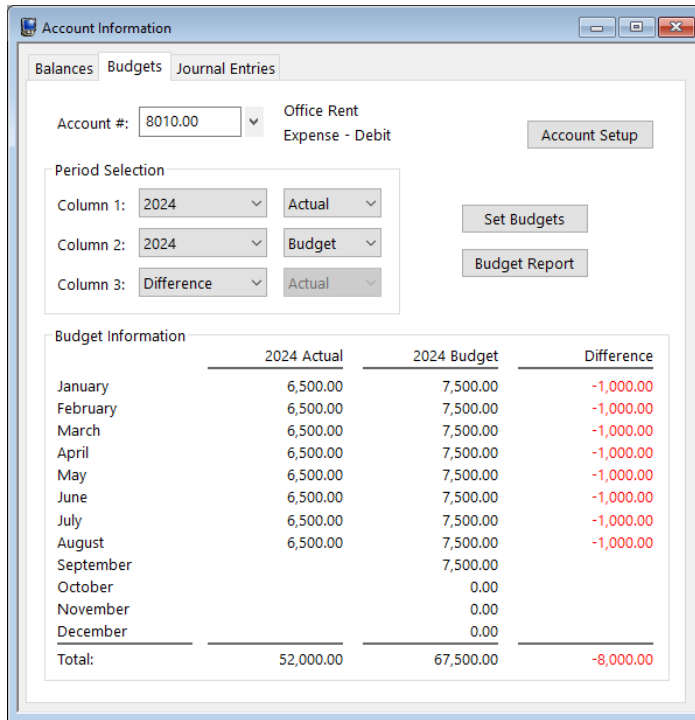 Account Information
Balances Budgets Journal Entries
Account #: 8010.00 Office Rent
Expense - Debit
Account Setup
Period Selection
Column 1: 2024 Actual
Column 2: 2024 Budget
Column 3: Difference Actual
Set Budgets
Budget Report
Budget Information
2024 Actual 2024 Budget Difference
January 6,500.00 7,500.00 -1,000.00
February 6,500.00 7,500.00 -1,000.00
March 6,500.00 7,500.00 -1,000.00
April 6,500.00 7,500.00 -1,000.00
May 6,500.00 7,500.00 -1,000.00
June 6,500.00 7,500.00 -1,000.00
July 6,500.00 7,500.00 -1,000.00
August 6,500.00 7,500.00 -1,000.00
September 7,500.00
October 0.00
November 0.00
December 0.00
Total: 52,000.00 67,500.00 -8,000.00